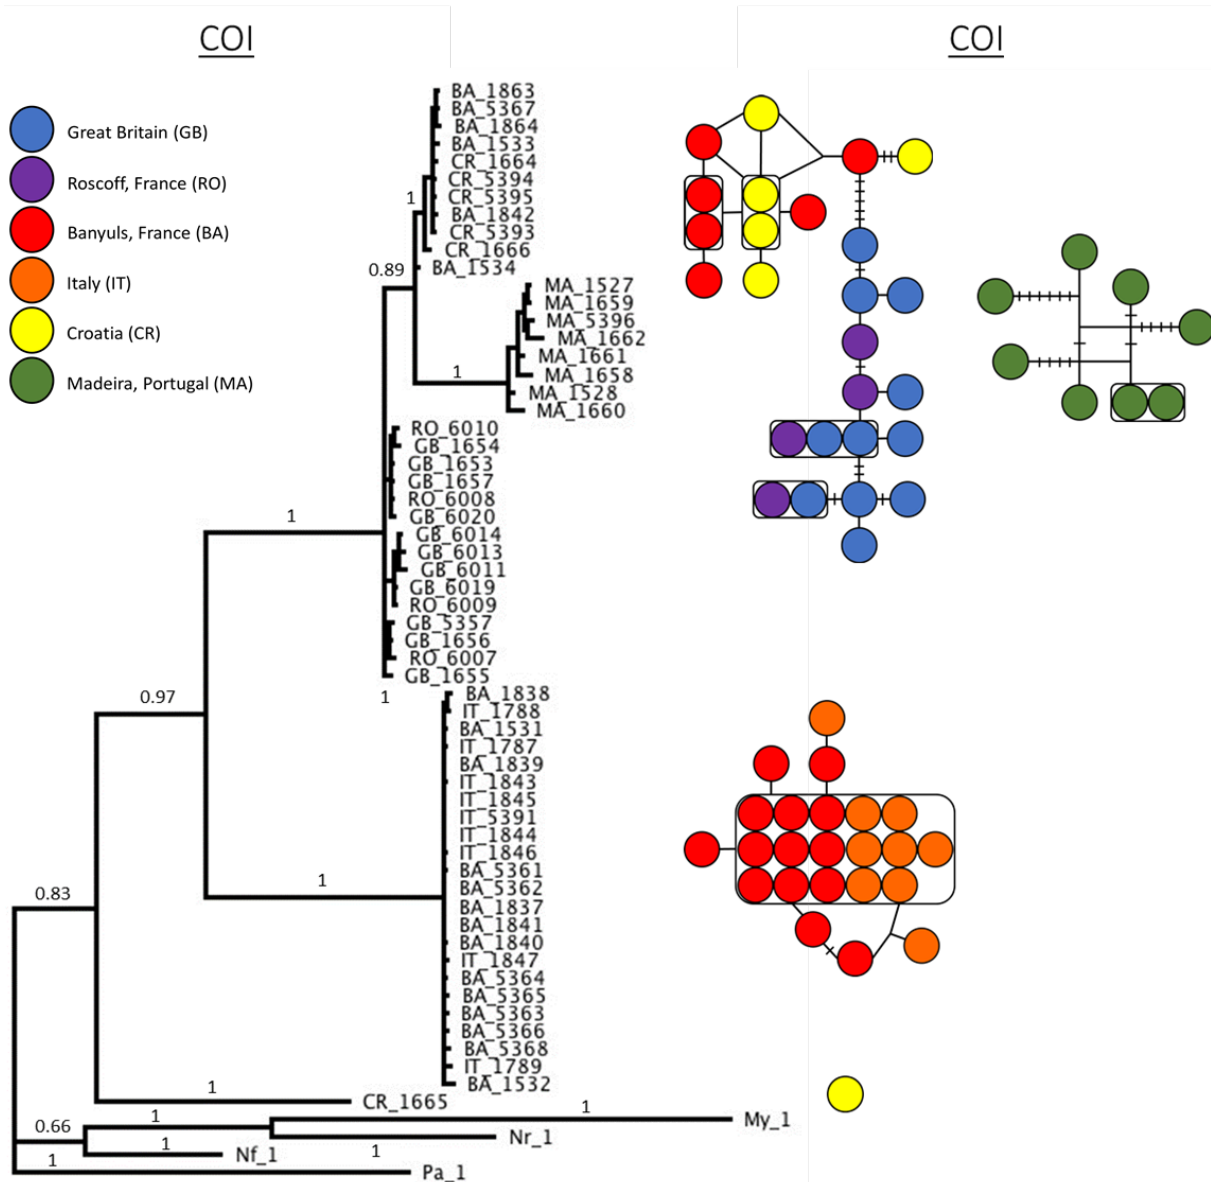 COI
COI
Great Britain (GB)
Roscoff, France (RO)
Banyuls, France (BA)
Italy (IT)
Croatia (CR)
Madeira, Portugal (MA)
BA_1863
BA_5367
BA_1864
BA_1533
CR_1664
CR_5394
1
CR_5395
BA_1842
CR_5393
CR_1666
0.89
BA_1534
MA_1527
MA_1659
MA_5396
MA_1662
MA_1661
1
MA_1658
MA_1528
MA_1660
RO_6010
GB_1654
GB_1653
GB_1657
RO_6008
1
GB_6020
GB_6014
GB_6013
GB_6011
GB_6019
RO_6009
GB_5357
GB_1656
RO_6007
GB_1655
0.97
1
BA_1838
IT_1788
BA_1531
IT_1787
BA_1839
IT_1843
IT_1845
IT_5391
IT_1844
IT_1846
BA_5361
1
BA_5362
0.83
BA_1837
BA_1841
BA_1840
IT_1847
BA_5364
BA_5365
BA_5363
BA_5366
BA_5368
IT_1789
BA_1532
1
CR_1665
1
1
My_1
0.66
Nr_1
1
Nf_1
1
1
Pa_1